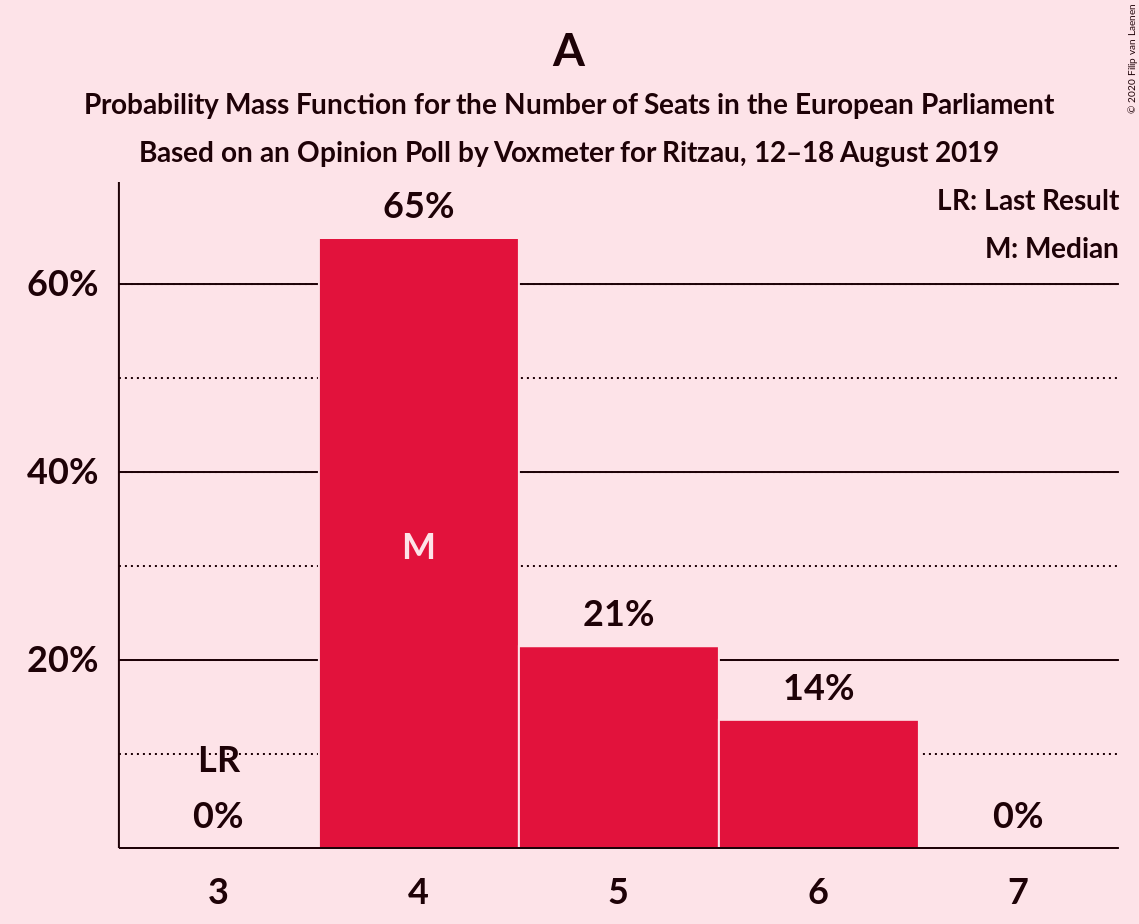 A
Probability Mass Function for the Number of Seats in the European Parliament
Based on an Opinion Poll by Voxmeter for Ritzau, 12–18 August 2019
© 2020 Filip van Laenen
LR: Last Result
M: Median
65%
60%
40%
M
21%
20%
14%
LR
0%
0%
3 4 5 6 7